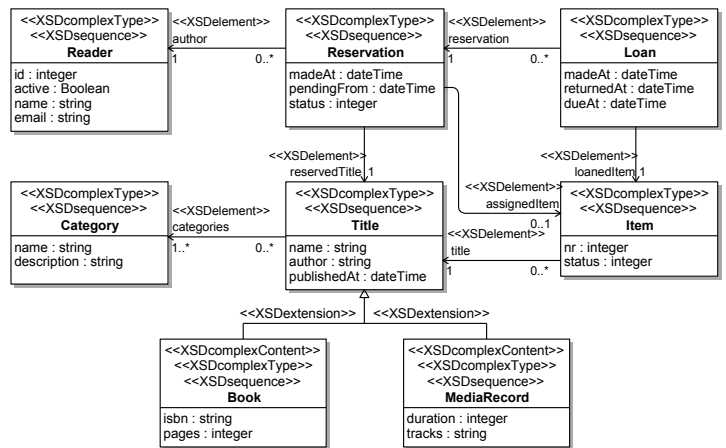 <<XSDcomplexType>>
<<XSDsequence>>
Reader
id : integer
active : Boolean
name : string
email : string
<<XSDelement>>
author
1
0..*
<<XSDcomplexType>>
<<XSDsequence>>
Reservation
madeAt : dateTime
pendingFrom : dateTime
status : integer
<<XSDelement>>
reservation
1
0..*
<<XSDcomplexType>>
<<XSDsequence>>
Loan
madeAt : dateTime
returnedAt : dateTime
dueAt : dateTime
<<XSDelement>>
reservedTitle
1
<<XSDelement>>
loanedItem
1
<<XSDcomplexType>>
<<XSDsequence>>
Category
name : string
description : string
<<XSDelement>>
categories
1..*
0..*
<<XSDcomplexType>>
<<XSDsequence>>
Title
name : string
author : string
publishedAt : dateTime
<<XSDelement>>
assignedItem
0..1
<<XSDelement>>
title
1
0..*
<<XSDcomplexType>>
<<XSDsequence>>
Item
nr : integer
status : integer
<<XSDextension>>
<<XSDextension>>
<<XSDcomplexContent>>
<<XSDcomplexType>>
<<XSDsequence>>
Book
isbn : string
pages : integer
<<XSDcomplexContent>>
<<XSDcomplexType>>
<<XSDsequence>>
MediaRecord
duration : integer
tracks : string